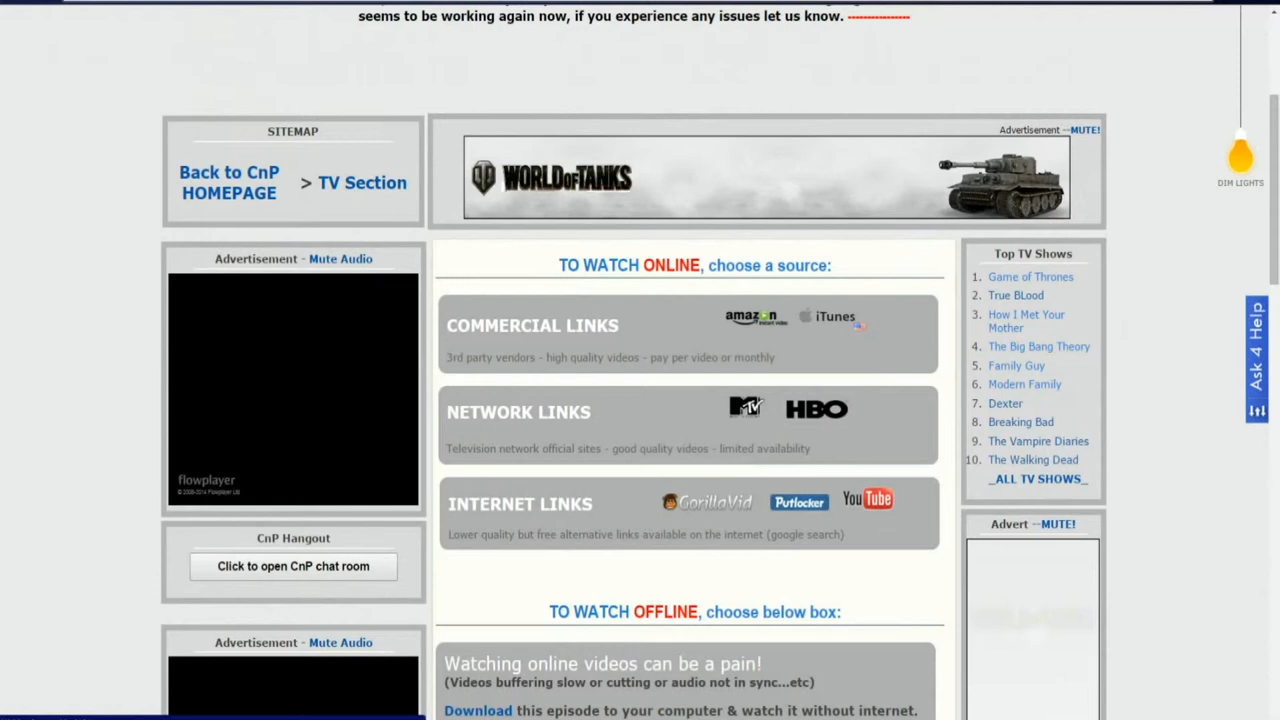 seems to be working again now, if you experience any issues let us know. ---------------
SITEMAP
Back to CnP
HOMEPAGE
> TV Section
Advertisement --MUTE!
WORLD OF TANKS
DIM LIGHTS
Advertisement - Mute Audio
flowplayer
TO WATCH ONLINE, choose a source:
COMMERCIAL LINKS
amazon
iTunes
3rd party vendors - high quality videos - pay per video or monthly
NETWORK LINKS
MTV
HBO
Television network official sites - good quality videos - limited availability
INTERNET LINKS
GorillaVid
Putlocker
YouTube
Lower quality but free alternative links available on the internet (google search)
Top TV Shows
1. Game of Thrones
2. True BLood
3. How I Met Your
Mother
4. The Big Bang Theory
5. Family Guy
6. Modern Family
7. Dexter
8. Breaking Bad
9. The Vampire Diaries
10. The Walking Dead
_ALL TV SHOWS_
Ask 4 Help
CnP Hangout
Click to open CnP chat room
Advert --MUTE!
TO WATCH OFFLINE, choose below box:
Advertisement - Mute Audio
Watching online videos can be a pain!
(Videos buffering slow or cutting or audio not in sync...etc)
Download this episode to your computer & watch it without internet.